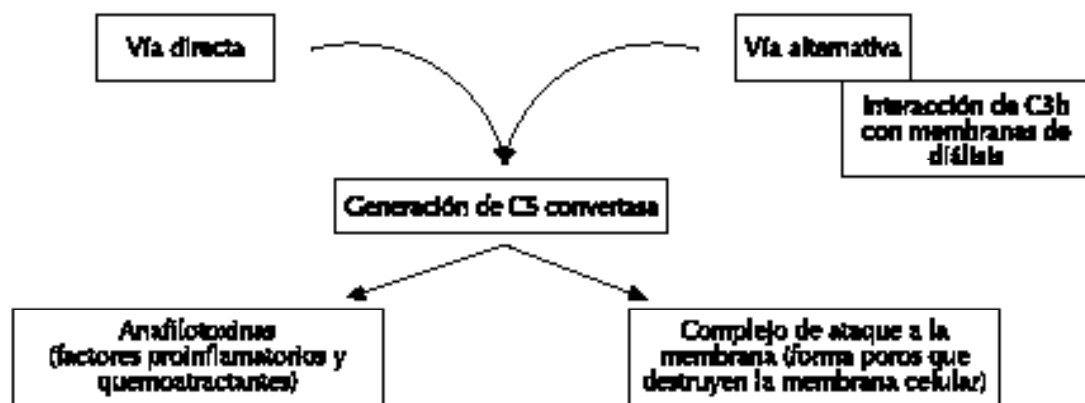 Vía directa
Vía alternativa
Interacción de C3b
con membranas de
diálisis
Generación de C5 convertasa
Anafilotoxinas
(factores proinflamatorios y
quemoatractantes)
Complejo de ataque a la
membrana (forma poros que
destruyen la membrana celular)